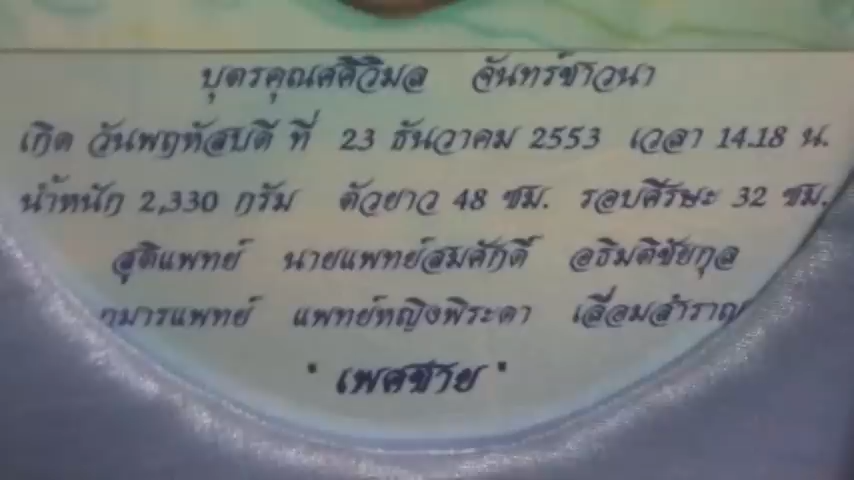 บุตรคุณศศิวิมล จันทร์ชาวนา
เกิด วันพฤหัสบดี ที่ 23 ธันวาคม 2553 เวลา 14.18 น.
น้ำหนัก 2,330 กรัม ตัวยาว 48 ซม. รอบศีรษะ 32 ซม.
สูติแพทย์ นายแพทย์สมศักดิ์ อธิมติชัยกุล
กุมารแพทย์ แพทย์หญิงพิระดา เลื่อมสำราญ
" เพศชาย "